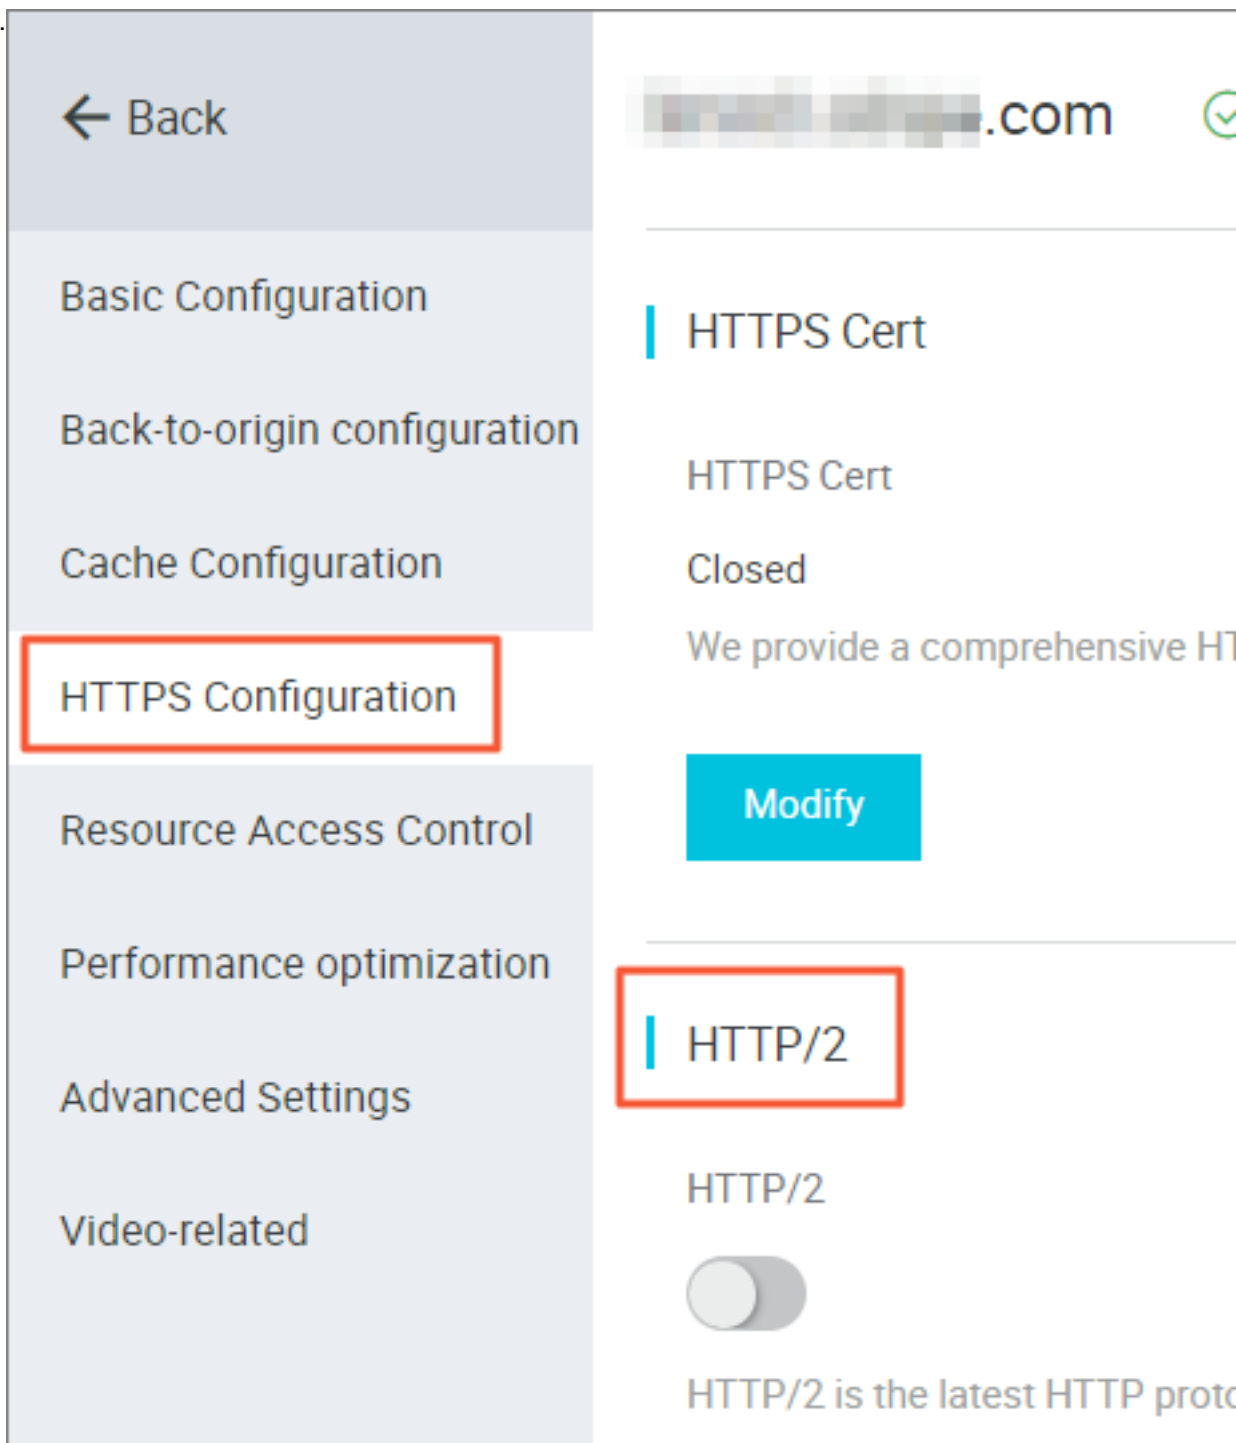 .
← Back
Basic Configuration
Back-to-origin configuration
Cache Configuration
HTTPS Configuration
Resource Access Control
Performance optimization
Advanced Settings
Video-related
.com
HTTPS Cert
HTTPS Cert
Closed
We provide a comprehensive
Modify
HTTP/2
HTTP/2
HTTP/2 is the latest HTTP